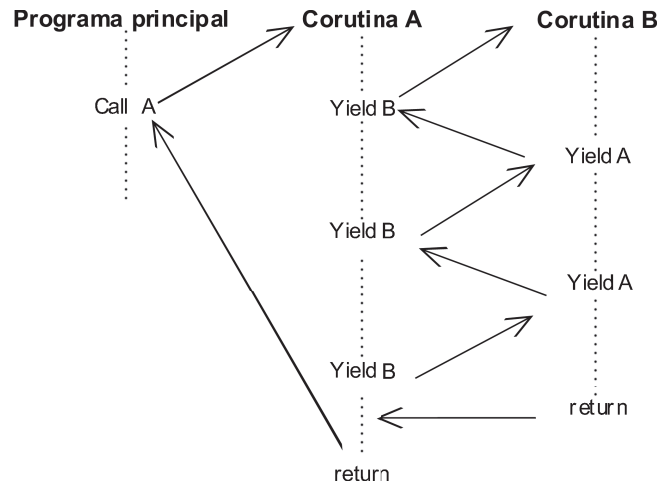 Programa principal Corutina A Corutina B
Call A
Yield B
Yield A
Yield B
Yield A
Yield B
return
return